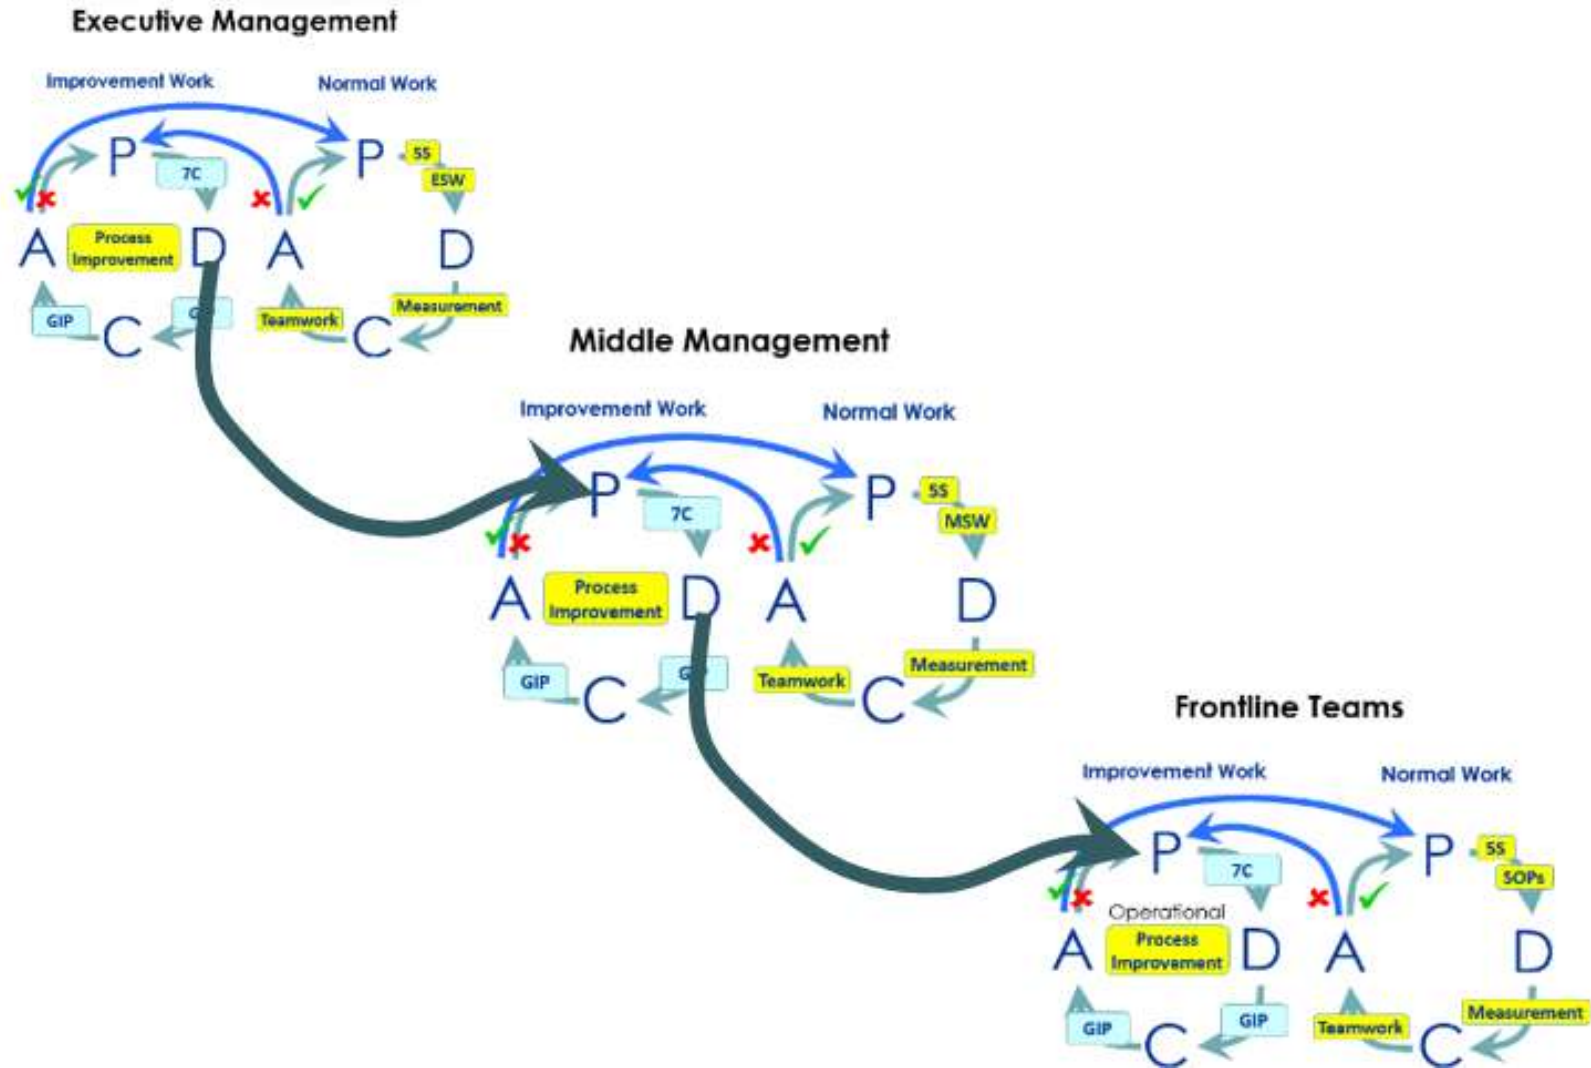 Executive Management
Improvement Work
Normal Work
P
7C
P
5S
ESW
A
Process
Improvement
D
A
D
GIP
C
Teamwork
C
Measurement
Middle Management
Improvement Work
Normal Work
P
7C
P
5S
MSW
A
Process
Improvement
D
A
D
GIP
C
Teamwork
C
Measurement
Frontline Teams
Improvement Work
Normal Work
P
7C
P
5S
SOPs
Operational
A
Process
Improvement
D
A
D
GIP
C
GIP
Teamwork
C
Measurement